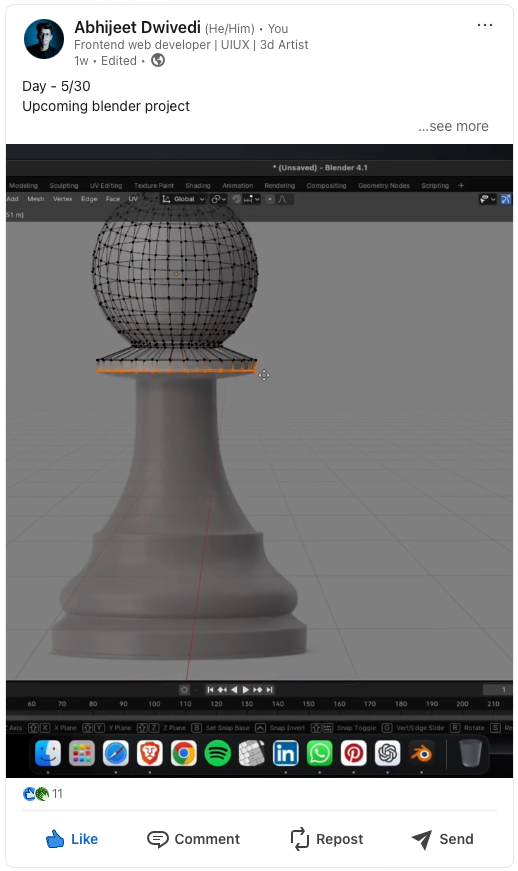 Abhijeet Dwivedi (He/Him) • You
Frontend web developer | UIUX | 3d Artist
1w • Edited •
Day - 5/30
Upcoming blender project
...see more
* (Unsaved) - Blender 4.1
Modeling Sculpting UV Editing Texture Paint Shading Animation Rendering Compositing Geometry Nodes Scripting +
Add Mesh Vertex Edge Face UV Global
51 m)
1
60 70 80 90 100 110 120 130 140 150 160 170 180 190 200 210
Axis X X Plane Y Y Plane Z Z Plane B Set Snap Base Snap Invert Snap Toggle G Vert/Edge Slide R Rotate S
in
11
Like Comment Repost Send